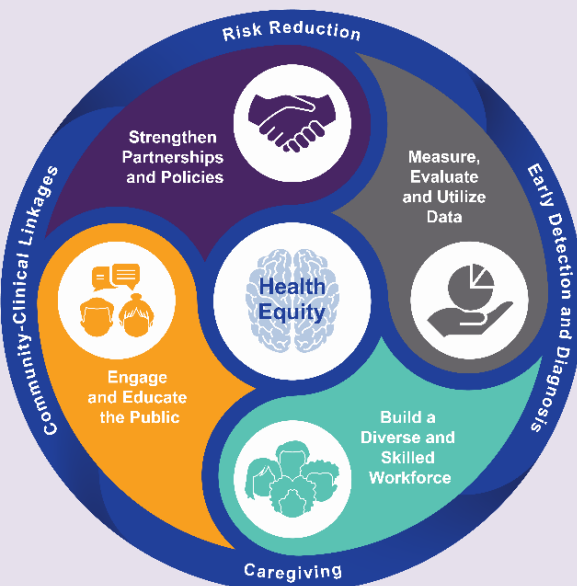 Risk Reduction
Strengthen
Partnerships
and Policies
Measure,
Evaluate
and Utilize
Data
Community-Clinical Linkages
Early Detection and Diagnosis
Health
Equity
Engage
and Educate
the Public
Build a
Diverse and
Skilled
Workforce
Caregiving